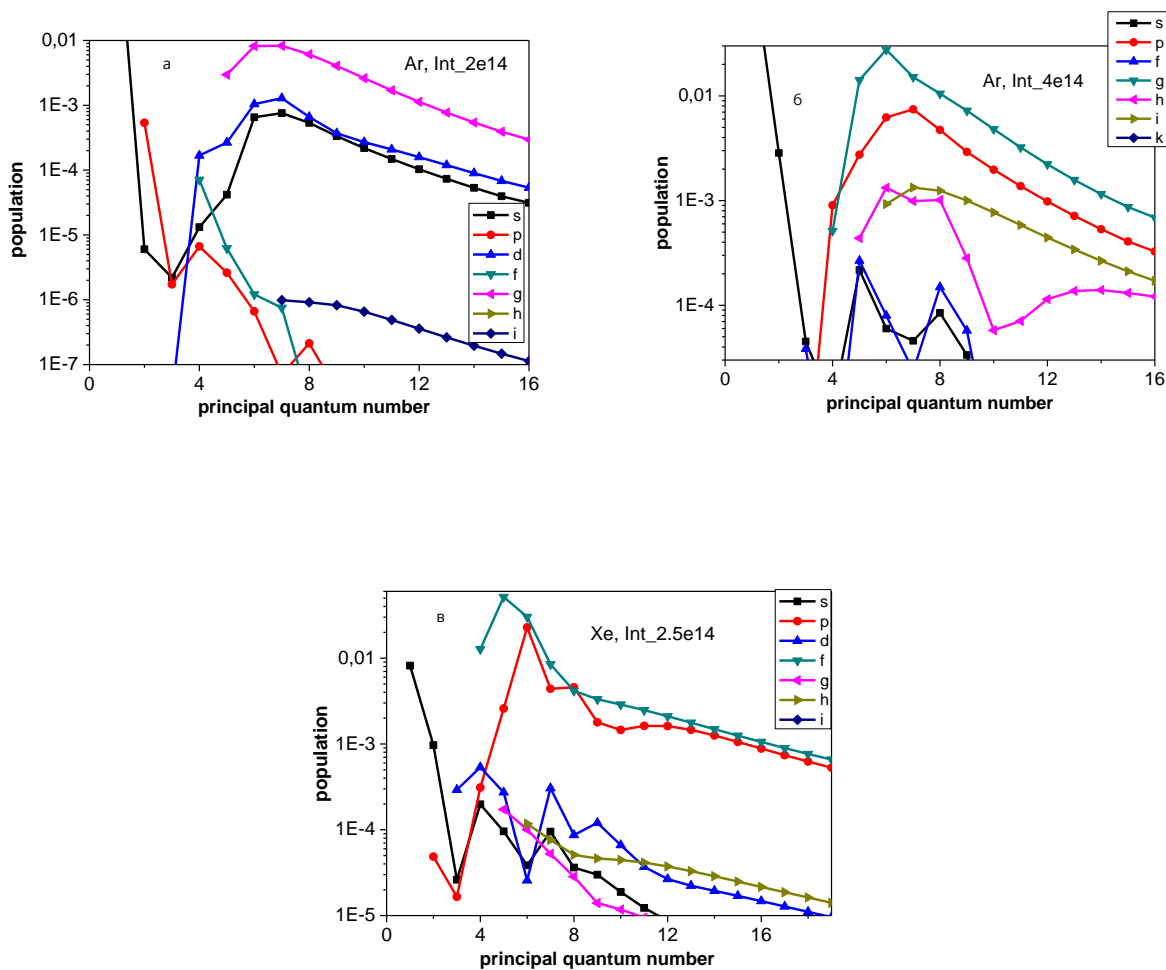 0,01
1E-3
1E-4
1E-5
1E-6
1E-7
population
а
Ar, Int_2e14
s
p
d
f
g
h
i
0 4 8 12 16
principal quantum number
0,01
1E-3
1E-4
population
б
Ar, Int_4e14
s
p
f
g
h
i
k
0 4 8 12 16
principal quantum number
0,01
1E-3
1E-4
1E-5
population
в
Xe, Int_2.5e14
s
p
d
f
g
h
i
0 4 8 12 16
principal quantum number